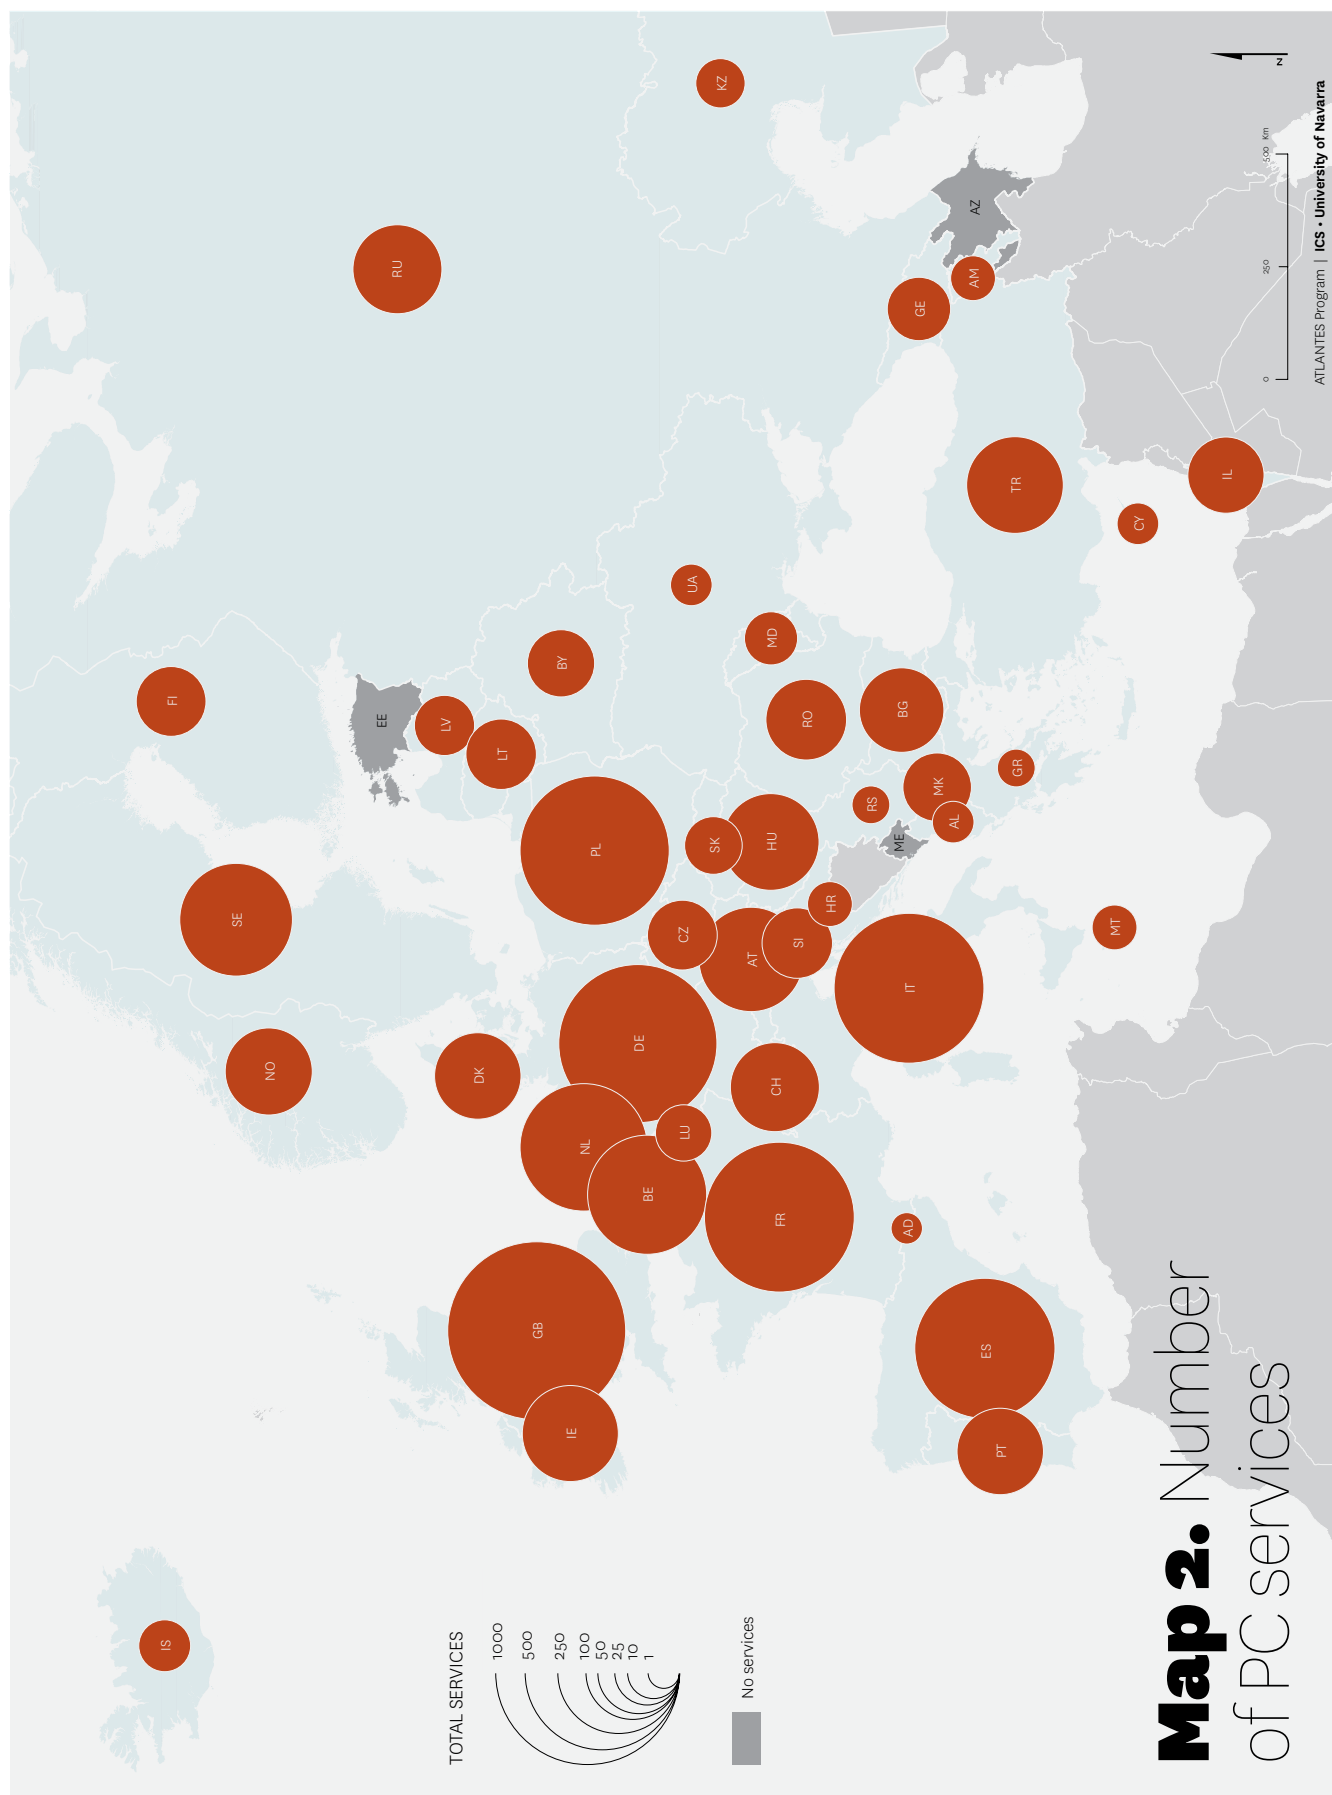 Map 2. Number
of PC services
TOTAL SERVICES
1000
500
250
100
50
25
10
1
No services
IS
FI
SE
NO
RU
EE
LV
LT
BY
DK
KZ
UA
MD
PL
GB
IE
NL
BE
LU
DE
CZ
SK
HU
AT
SI
HR
CH
FR
RO
BG
RS
ME
MK
AL
GR
IT
AD
ES
PT
MT
GE
AM
AZ
TR
CY
IL
0
250
500 Km
N
ATLANTES Program | ICS • University of Navarra